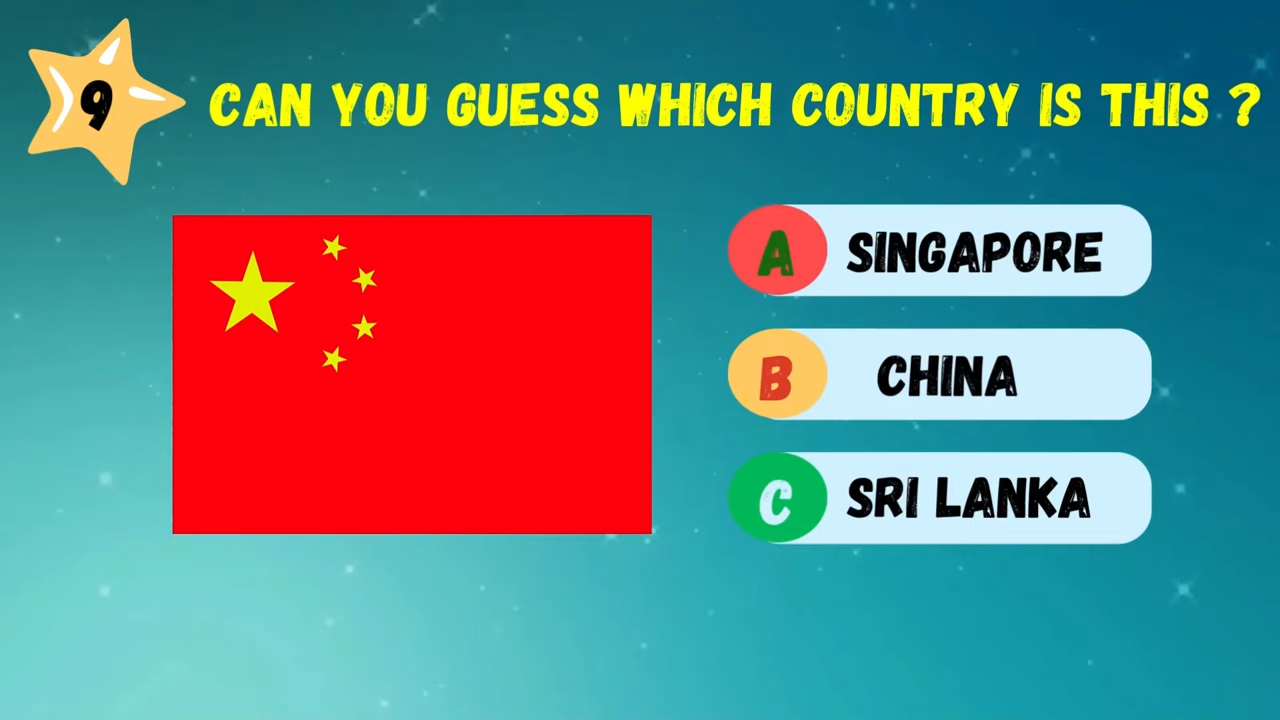 9
CAN YOU GUESS WHICH COUNTRY IS THIS ?
A SINGAPORE
B CHINA
C SRI LANKA